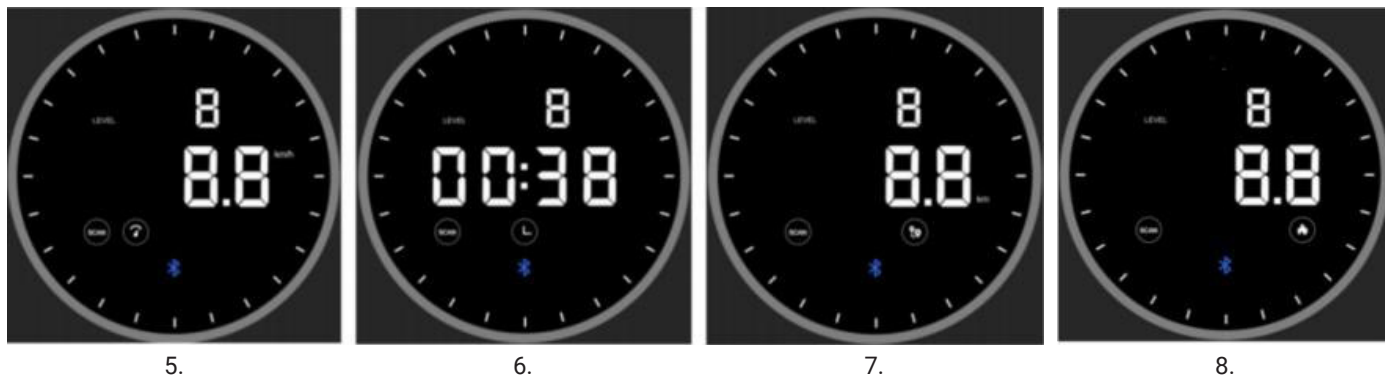 8
LEVEL
8.8 km/h
SCAN
5.
8
LEVEL
00:38
SCAN
6.
8
LEVEL
8.8 km
SCAN
7.
8
LEVEL
8.8
SCAN
8.